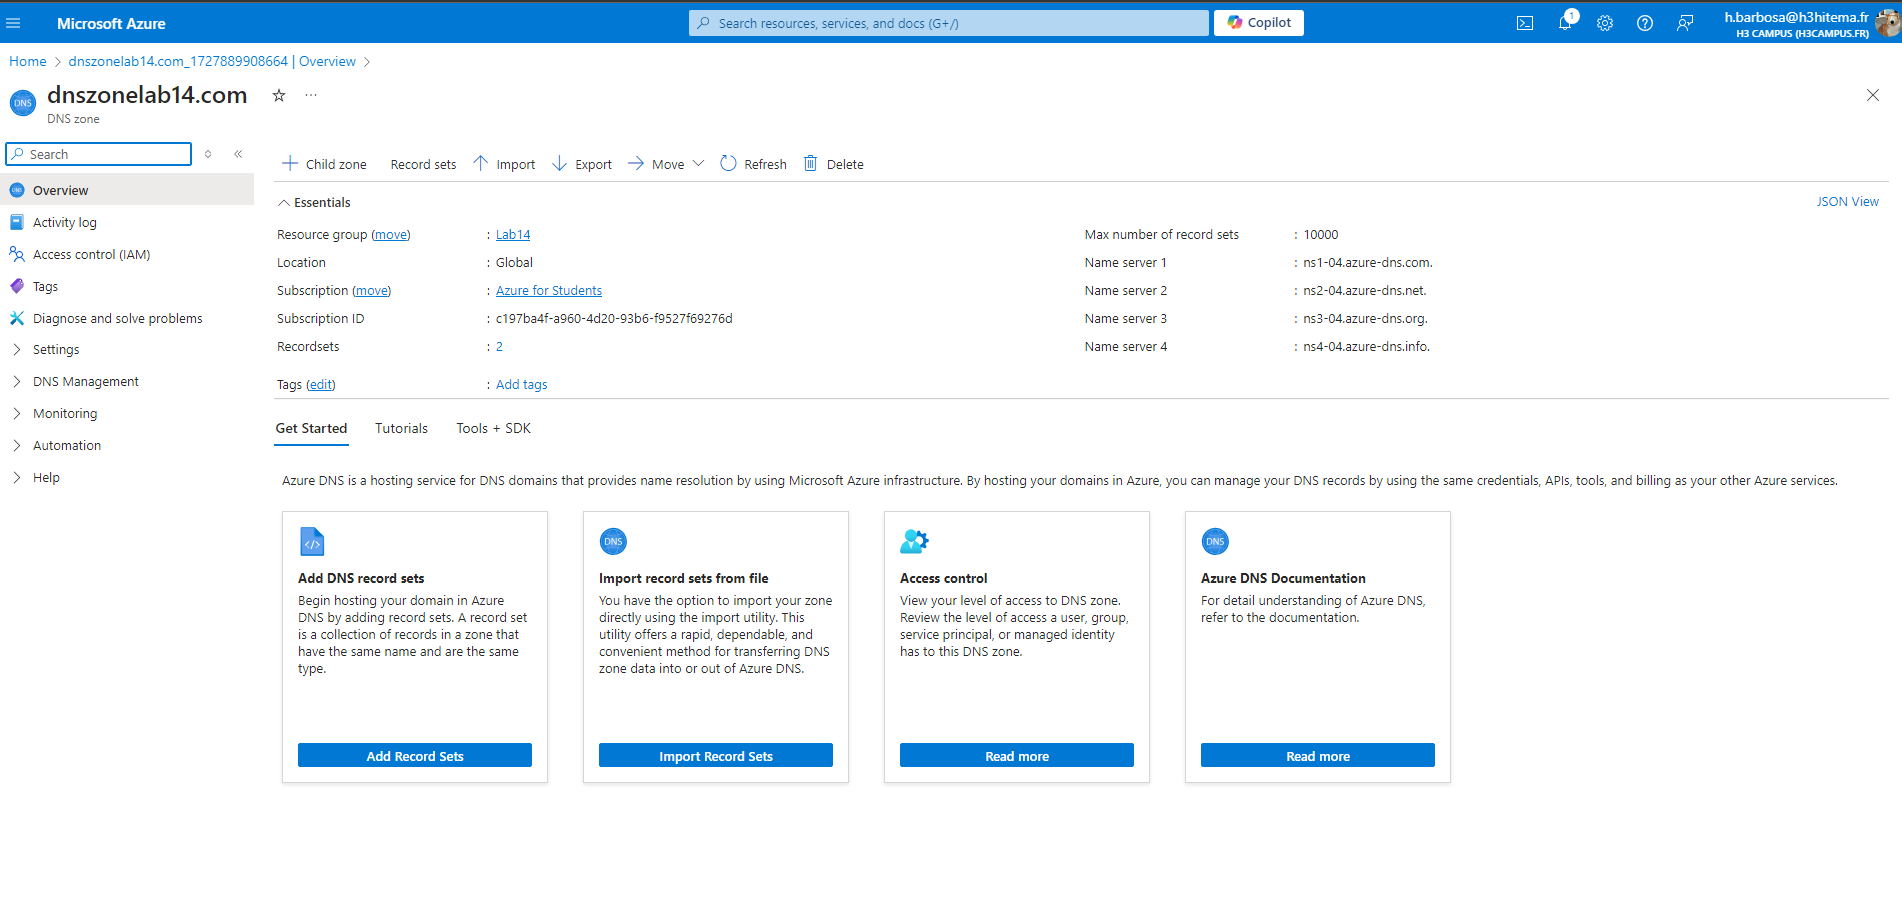 Microsoft Azure
Search resources, services, and docs (G+/)
Copilot
1
h.barbosa@h3hitema.fr
H3 CAMPUS (H3CAMPUS.FR)
Home > dnszonelab14.com_1727889908664 | Overview >
DNS
dnszonelab14.com
DNS zone
Search
Overview
Activity log
Access control (IAM)
Tags
Diagnose and solve problems
Settings
DNS Management
Monitoring
Automation
Help
Child zone
Record sets
Import
Export
Move
Refresh
Delete
Essentials
JSON View
Resource group (move) : Lab14
Location : Global
Subscription (move) : Azure for Students
Subscription ID : c197ba4f-a960-4d20-93b6-f9527f69276d
Recordsets : 2
Tags (edit) : Add tags
Max number of record sets : 10000
Name server 1 : ns1-04.azure-dns.com.
Name server 2 : ns2-04.azure-dns.net.
Name server 3 : ns3-04.azure-dns.org.
Name server 4 : ns4-04.azure-dns.info.
Get Started
Tutorials
Tools + SDK
Azure DNS is a hosting service for DNS domains that provides name resolution by using Microsoft Azure infrastructure. By hosting your domains in Azure, you can manage your DNS records by using the same credentials, APIs, tools, and billing as your other Azure services.
Add DNS record sets
Begin hosting your domain in Azure
DNS by adding record sets. A record set
is a collection of records in a zone that
have the same name and are the same
type.
Add Record Sets
DNS
Import record sets from file
You have the option to import your zone
directly using the import utility. This
utility offers a rapid, dependable, and
convenient method for transferring DNS
zone data into or out of Azure DNS.
Import Record Sets
Access control
View your level of access to DNS zone.
Review the level of access a user, group,
service principal, or managed identity
has to this DNS zone.
Read more
DNS
Azure DNS Documentation
For detail understanding of Azure DNS,
refer to the documentation.
Read more